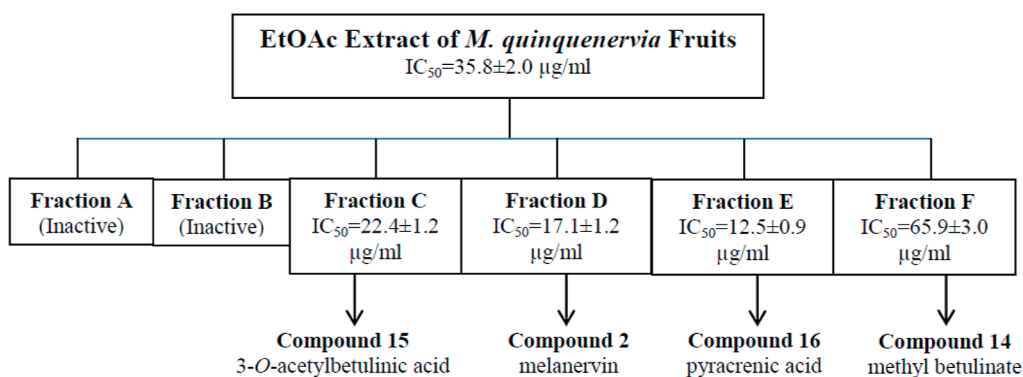 EtOAc Extract of M. quinquenervia Fruits
IC50=35.8±2.0 µg/ml
Fraction A
(Inactive)
Fraction B
(Inactive)
Fraction C
IC50=22.4±1.2
µg/ml
Fraction D
IC50=17.1±1.2
µg/ml
Fraction E
IC50=12.5±0.9
µg/ml
Fraction F
IC50=65.9±3.0
µg/ml
Compound 15
3-O-acetylbetulinic acid
Compound 2
melanervin
Compound 16
pyracrenic acid
Compound 14
methyl betulinate